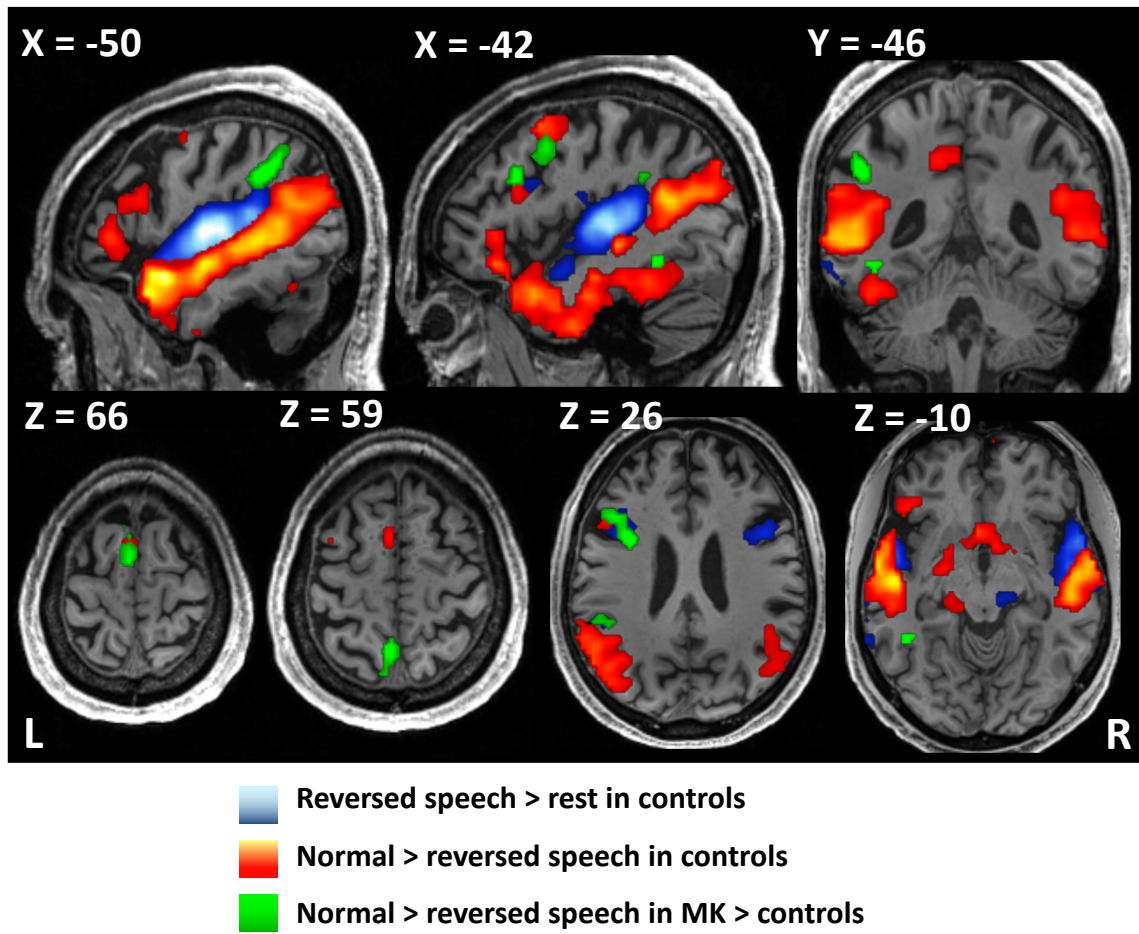 X = -50
X = -42
Y = -46
Z = 66
Z = 59
Z = 26
Z = -10
L
R
Reversed speech > rest in controls
Normal > reversed speech in controls
Normal > reversed speech in MK > controls